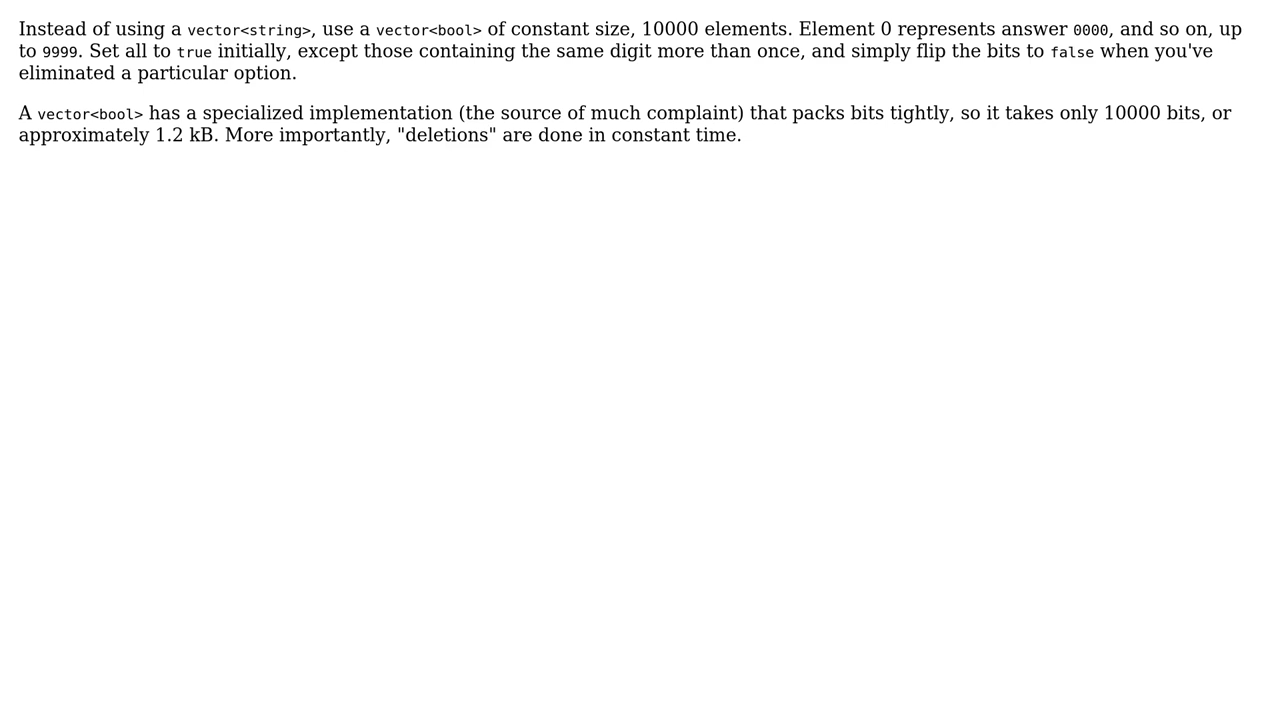 Instead of using a vector<string>, use a vector<bool> of constant size, 10000 elements. Element 0 represents answer 0000, and so on, up
to 9999. Set all to true initially, except those containing the same digit more than once, and simply flip the bits to false when you've
eliminated a particular option.
A vector<bool> has a specialized implementation (the source of much complaint) that packs bits tightly, so it takes only 10000 bits, or
approximately 1.2 kB. More importantly, "deletions" are done in constant time.